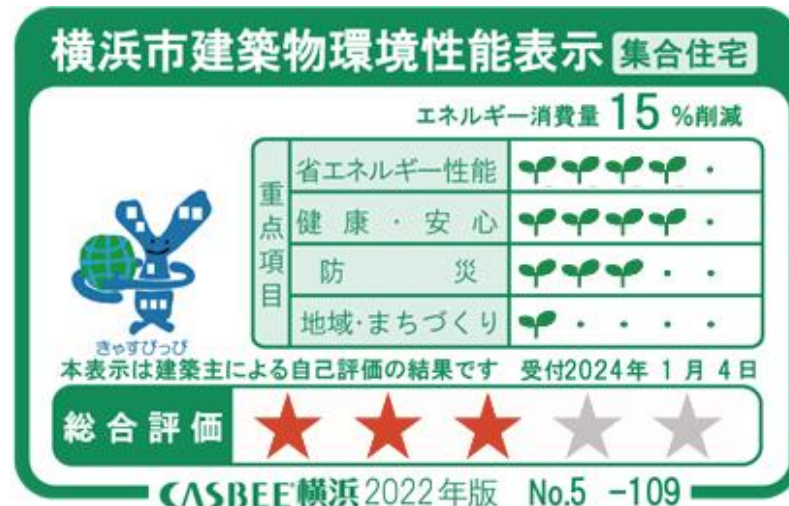 横浜市建築物環境性能表示 集合住宅
エネルギー消費量 15 %削減
重点項目
省エネルギー性能
健康・安心
防災
地域・まちづくり
きゃすびっぴ
本表示は建築主による自己評価の結果です 受付2024年 1 月 4 日
総合評価
CASBEE横浜 2022年版 No.5 -109